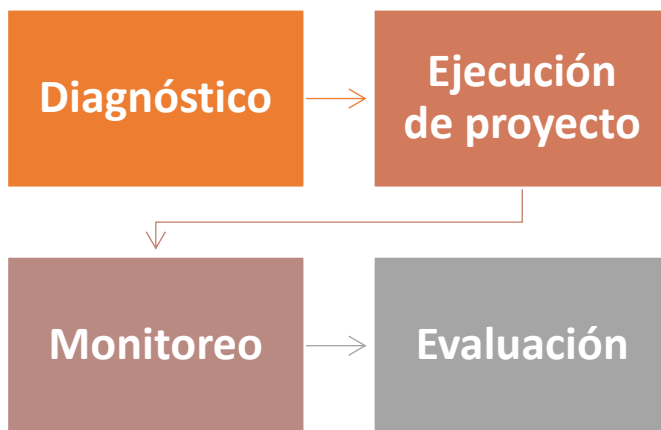 Diagnóstico
Ejecución
de proyecto
Monitoreo
Evaluación